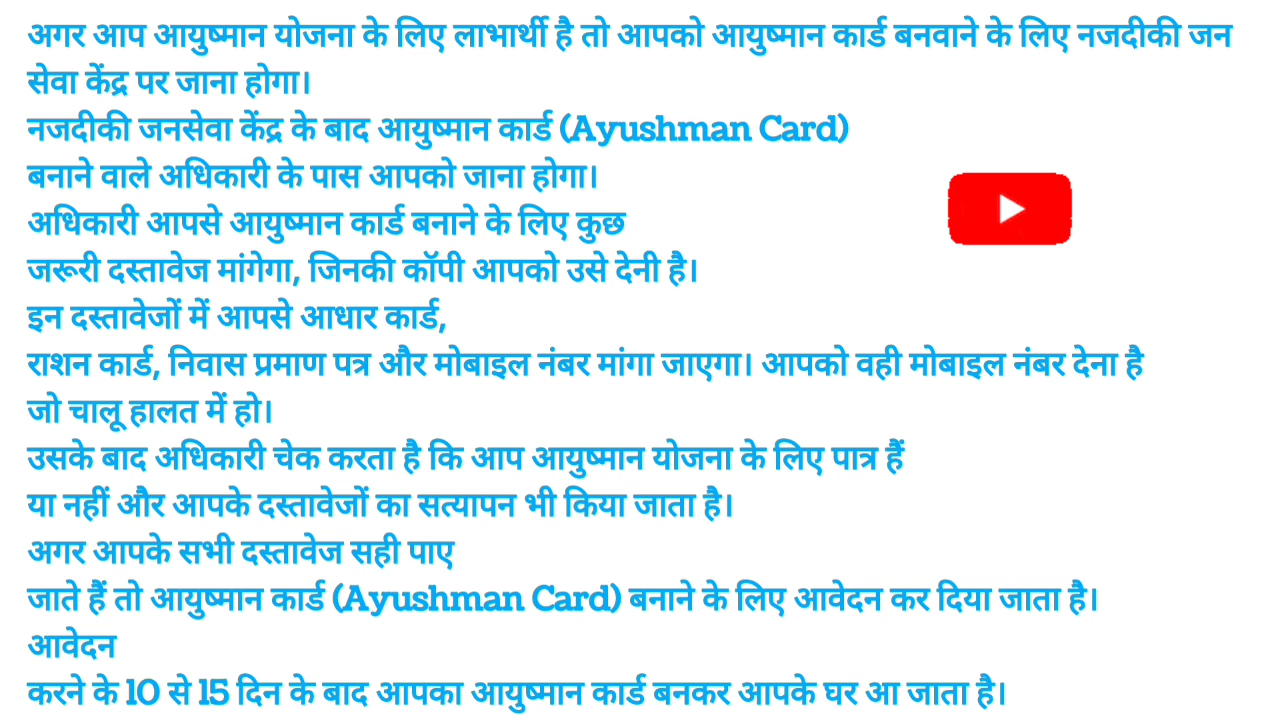 अगर आप आयुष्मान योजना के लिए लाभार्थी है तो आपको आयुष्मान कार्ड बनवाने के लिए नजदीकी जन
सेवा केंद्र पर जाना होगा।
नजदीकी जनसेवा केंद्र के बाद आयुष्मान कार्ड (Ayushman Card)
बनाने वाले अधिकारी के पास आपको जाना होगा।
अधिकारी आपसे आयुष्मान कार्ड बनाने के लिए कुछ
जरूरी दस्तावेज मांगेगा, जिनकी कॉपी आपको उसे देनी है।
इन दस्तावेजों में आपसे आधार कार्ड,
राशन कार्ड, निवास प्रमाण पत्र और मोबाइल नंबर मांगा जाएगा। आपको वही मोबाइल नंबर देना है
जो चालू हालत में हो।
उसके बाद अधिकारी चेक करता है कि आप आयुष्मान योजना के लिए पात्र हैं
या नहीं और आपके दस्तावेजों का सत्यापन भी किया जाता है।
अगर आपके सभी दस्तावेज सही पाए
जाते हैं तो आयुष्मान कार्ड (Ayushman Card) बनाने के लिए आवेदन कर दिया जाता है।
आवेदन
करने के 10 से 15 दिन के बाद आपका आयुष्मान कार्ड बनकर आपके घर आ जाता है।